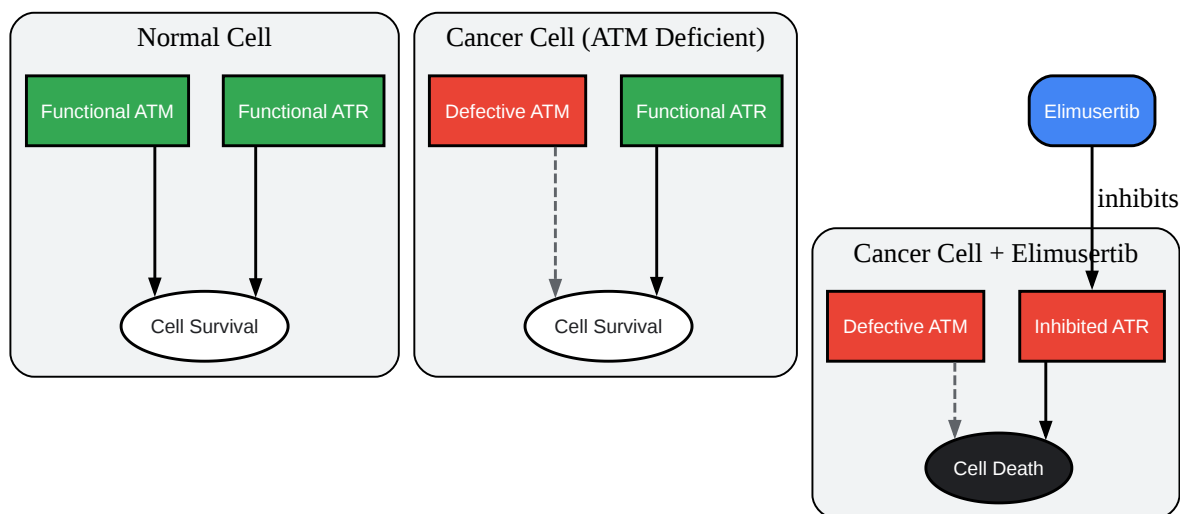 Normal Cell
Functional ATM
Functional ATR
Cell Survival
Cancer Cell (ATM Deficient)
Defective ATM
Functional ATR
Cell Survival
Elimusertib
inhibits
Cancer Cell + Elimusertib
Defective ATM
Inhibited ATR
Cell Death